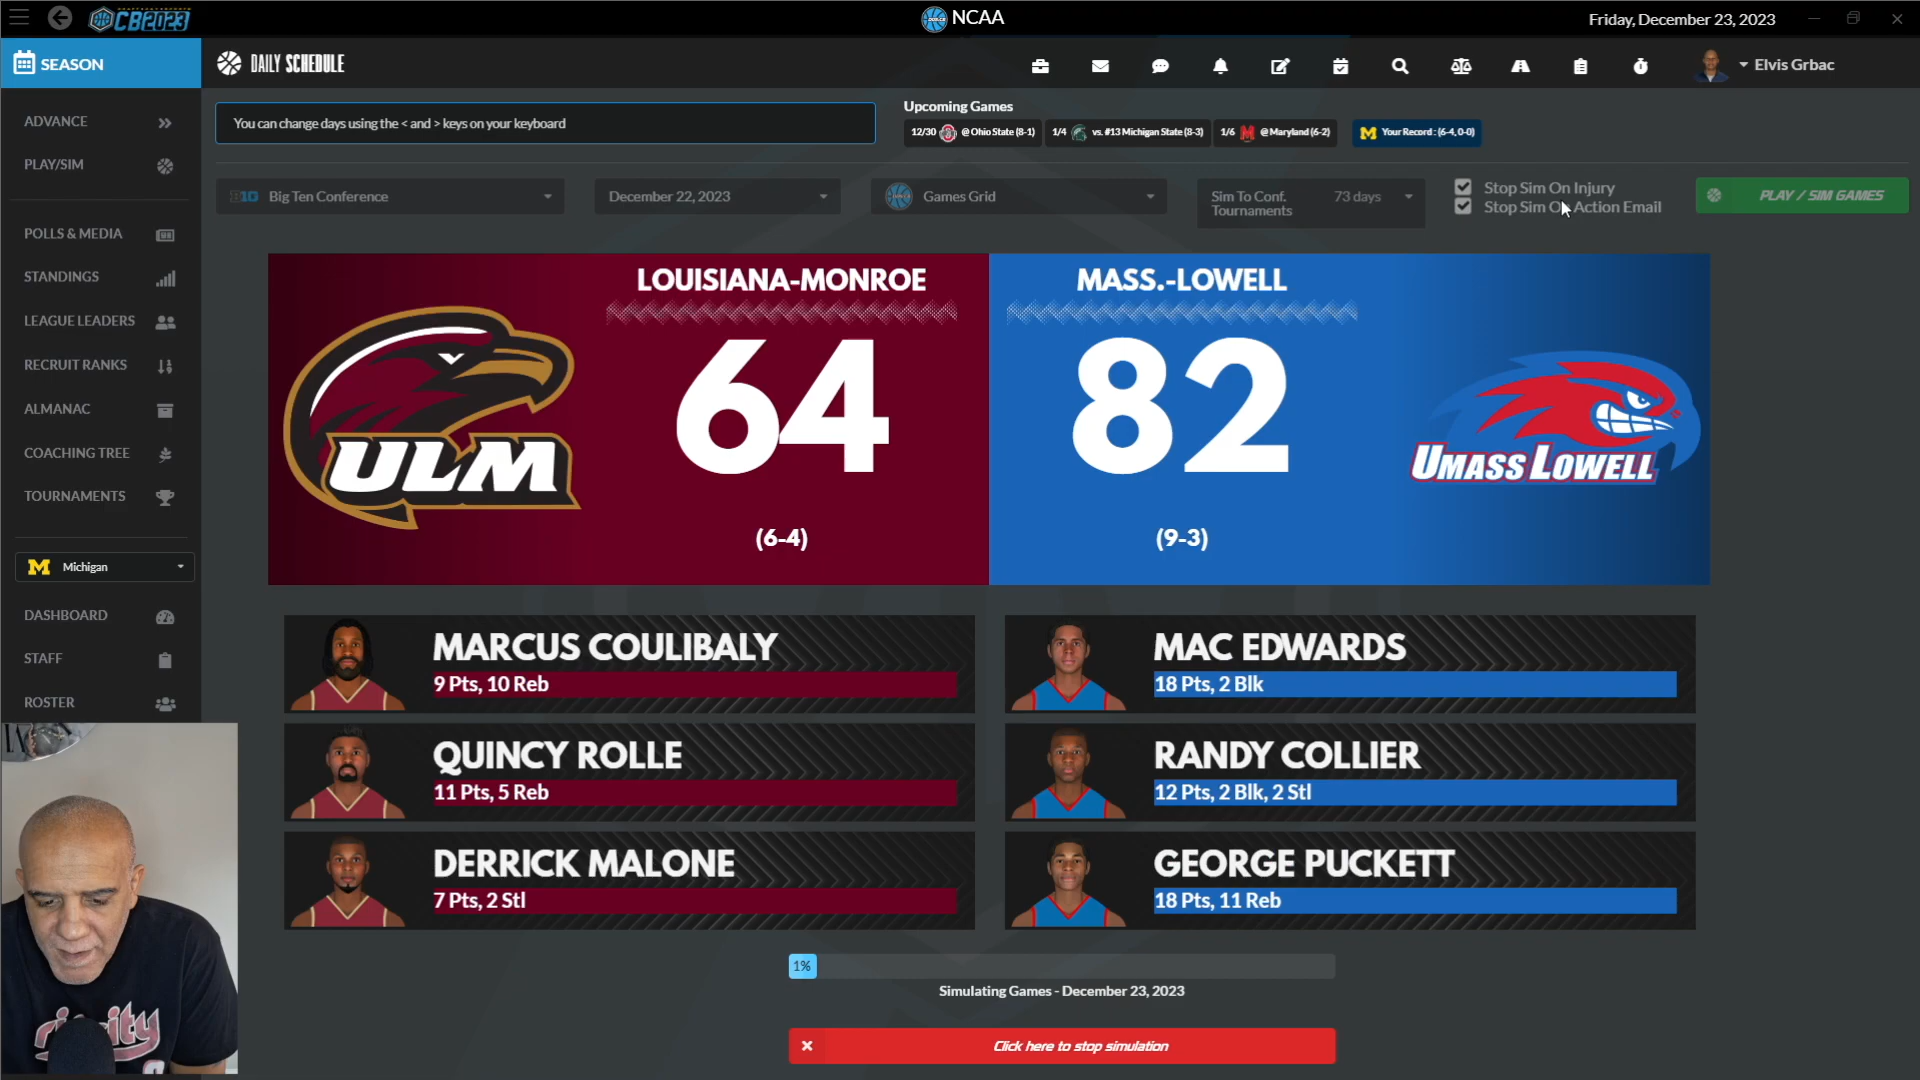 CB2023
NCAA
Friday, December 23, 2023
SEASON
DAILY SCHEDULE
Elvis Grbac
ADVANCE
PLAY/SIM
POLLS & MEDIA
STANDINGS
LEAGUE LEADERS
RECRUIT RANKS
ALMANAC
COACHING TREE
TOURNAMENTS
Michigan
DASHBOARD
STAFF
ROSTER
You can change days using the < and > keys on your keyboard
Upcoming Games
12/30 @ Ohio State (8-1)
1/4 vs. #13 Michigan State (8-3)
1/6 @ Maryland (6-2)
Your Record : (6-4, 0-0)
Big Ten Conference
December 22, 2023
Games Grid
Sim To Conf. Tournaments
73 days
Stop Sim On Injury
Stop Sim On Action Email
PLAY / SIM GAMES
LOUISIANA-MONROE
64
(6-4)
ULM
MASS.-LOWELL
82
(9-3)
UMASS LOWELL
MARCUS COULIBALY
9 Pts, 10 Reb
QUINCY ROLLE
11 Pts, 5 Reb
DERRICK MALONE
7 Pts, 2 Stl
MAC EDWARDS
18 Pts, 2 Blk
RANDY COLLIER
12 Pts, 2 Blk, 2 Stl
GEORGE PUCKETT
18 Pts, 11 Reb
1%
Simulating Games - December 23, 2023
Click here to stop simulation